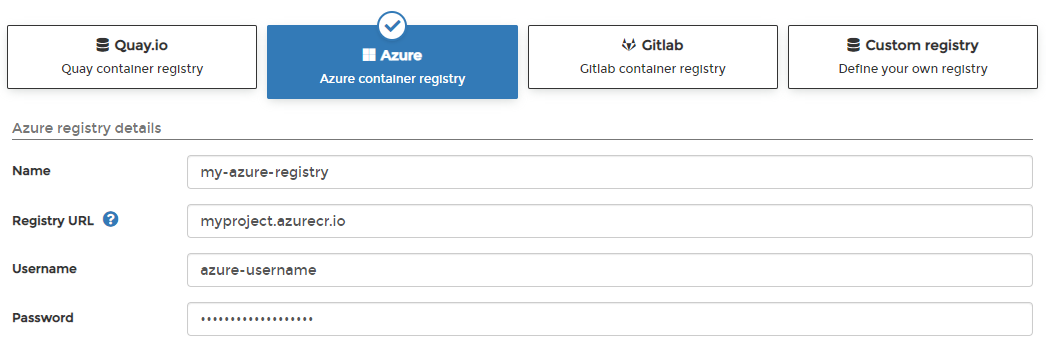 Quay.io
Quay container registry
Azure
Azure container registry
Gitlab
Gitlab container registry
Custom registry
Define your own registry
Azure registry details
Name my-azure-registry
Registry URL ? myproject.azurecr.io
Username azure-username
Password •••••••••••••••••••